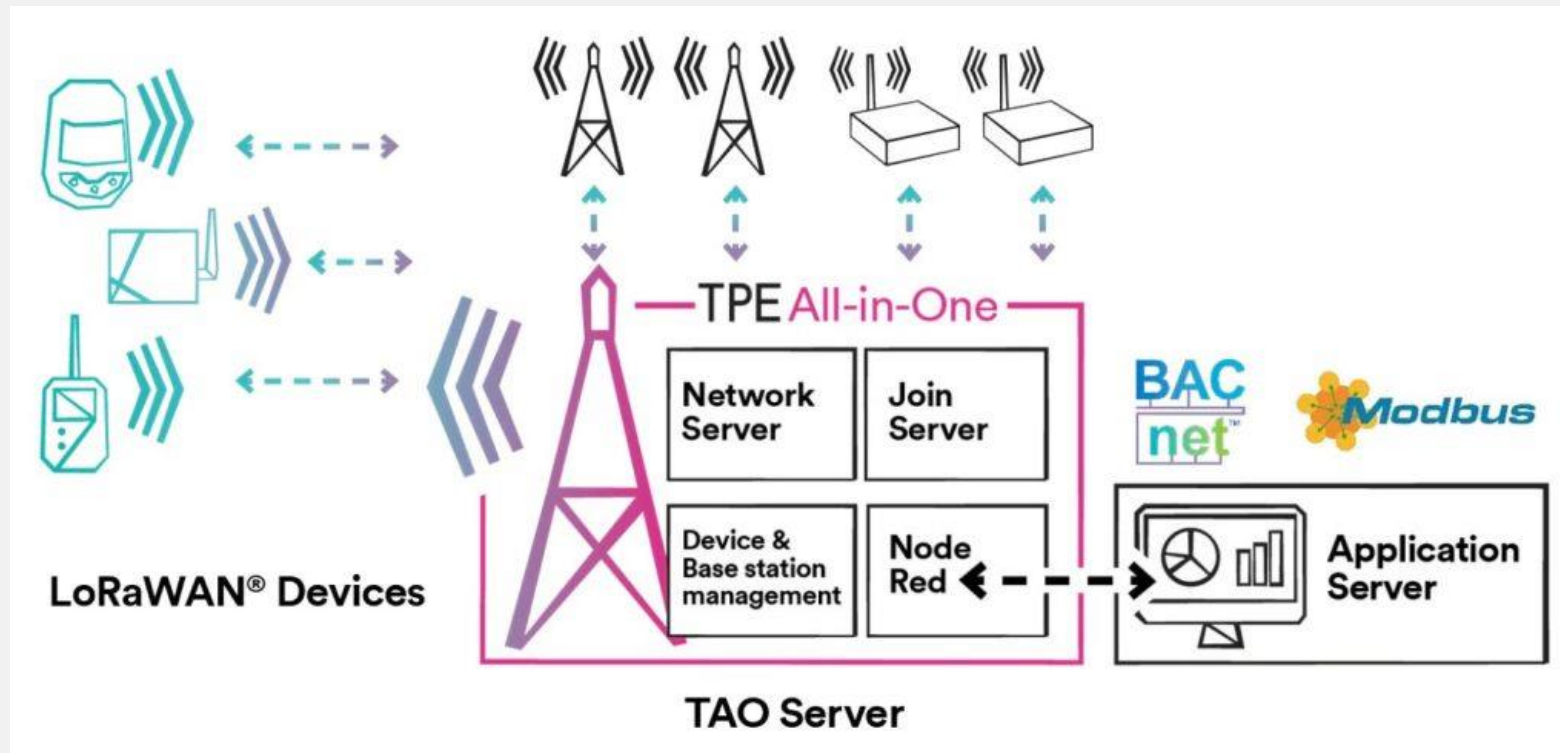 TPE All-in-One
Network
Server
Join
Server
Device &
Base station
management
Node
Red
BAC
net™
Modbus
Application
Server
LoRaWAN® Devices
TAO Server